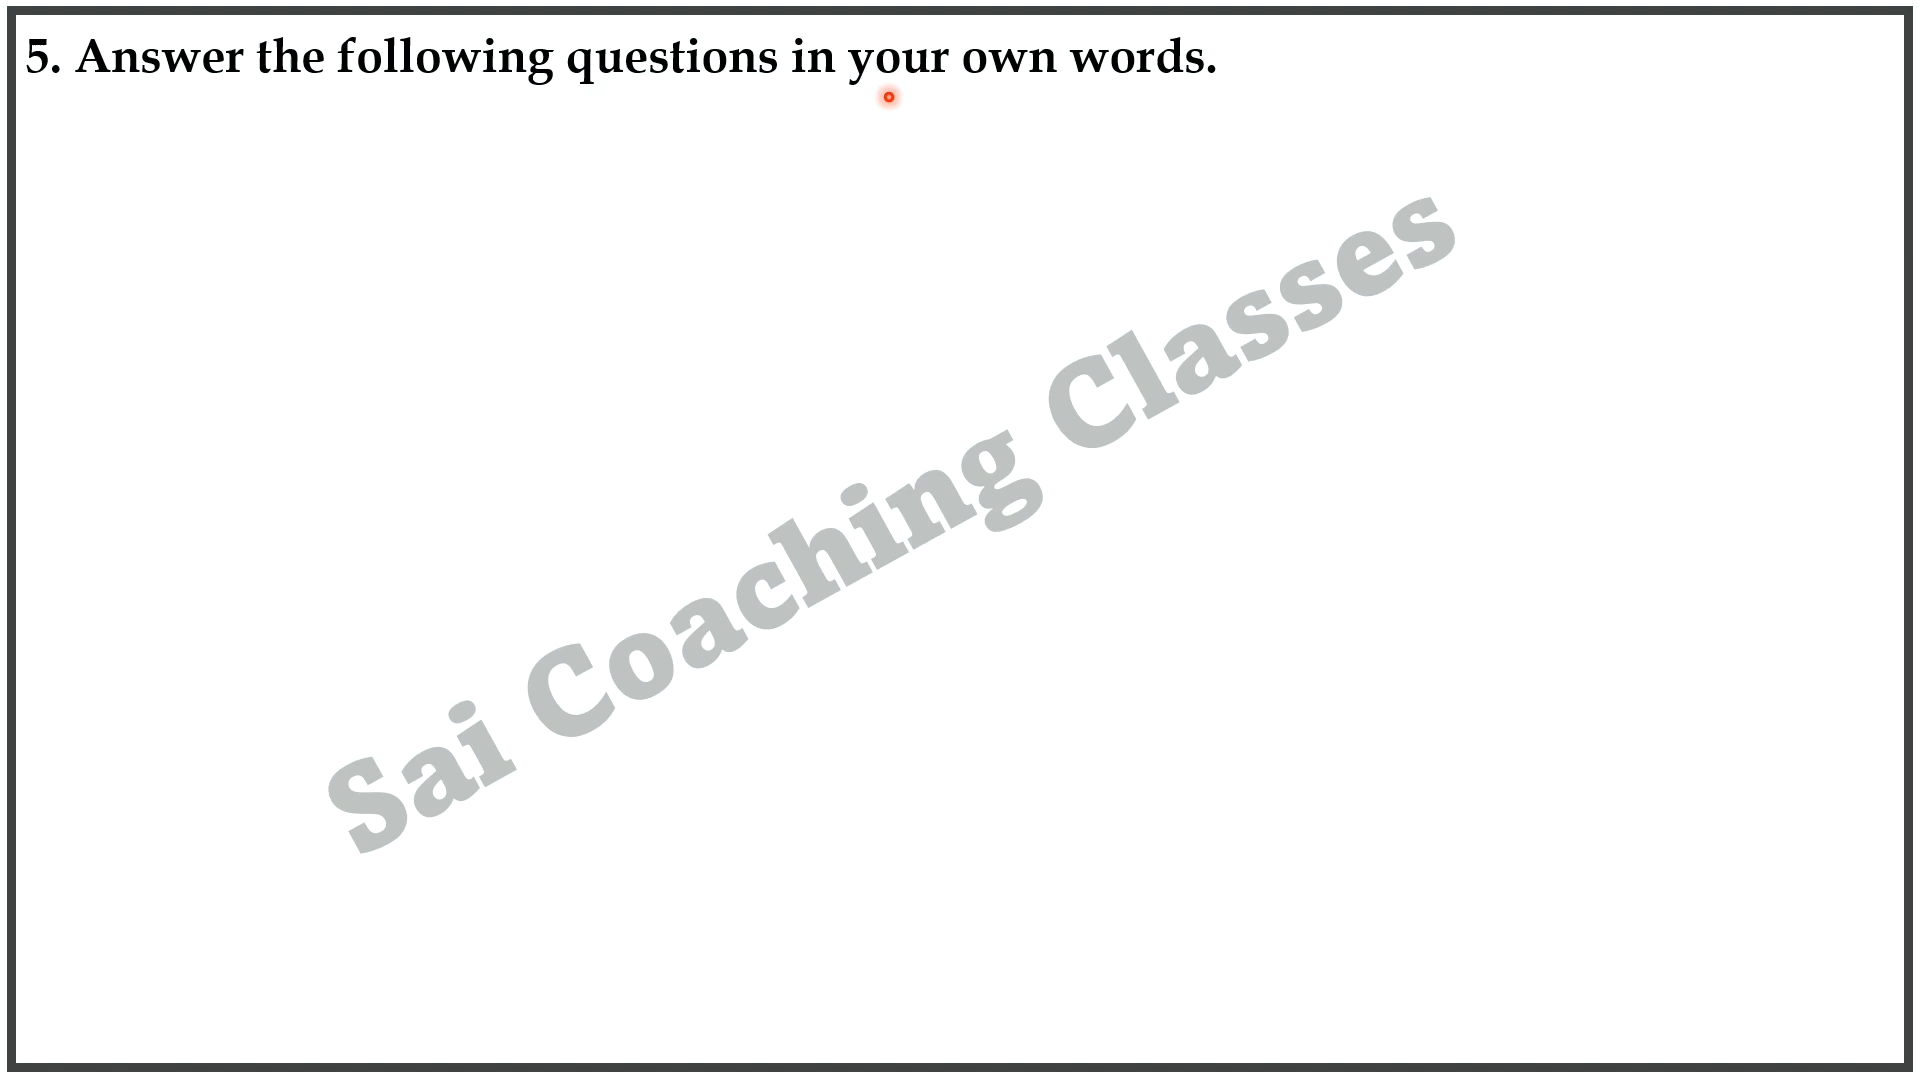 5. Answer the following questions in your own words.
Sai Coaching Classes